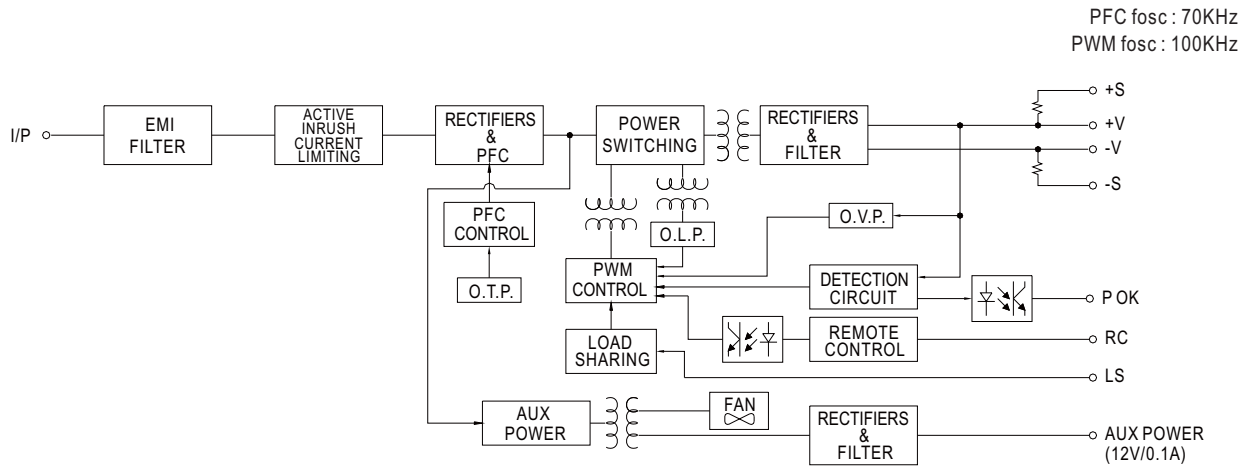 PFC fosc : 70KHz
PWM fosc : 100KHz
I/P
EMI
FILTER
ACTIVE
INRUSH
CURRENT
LIMITING
RECTIFIERS
&
PFC
POWER
SWITCHING
RECTIFIERS
&
FILTER
+S
+V
-V
-S
PFC
CONTROL
O.L.P.
O.V.P.
O.T.P.
PWM
CONTROL
DETECTION
CIRCUIT
P OK
LOAD
SHARING
REMOTE
CONTROL
RC
LS
AUX
POWER
FAN
RECTIFIERS
&
FILTER
AUX POWER
(12V/0.1A)